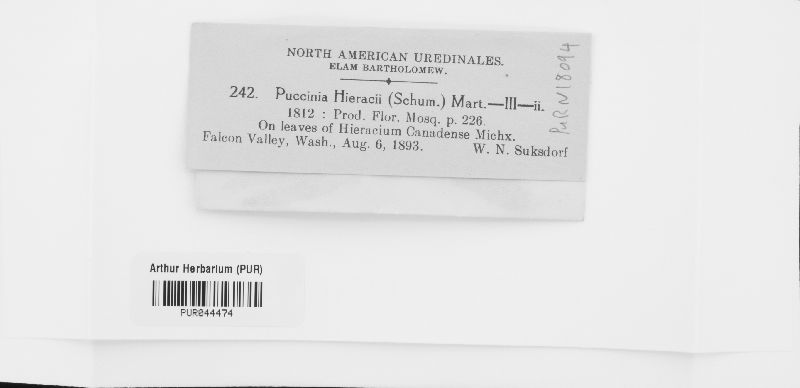 NORTH AMERICAN UREDINALES.
ELAM BARTHOLOMEW.
242. Puccinia Hieracii (Schum.) Mart.—III—ii.
1812 : Prod. Flor. Mosq. p. 226.
On leaves of Hieracium Canadense Michx.
Falcon Valley, Wash., Aug. 6, 1893. W. N. Suksdorf
PUR N18094
Arthur Herbarium (PUR)
PUR044474